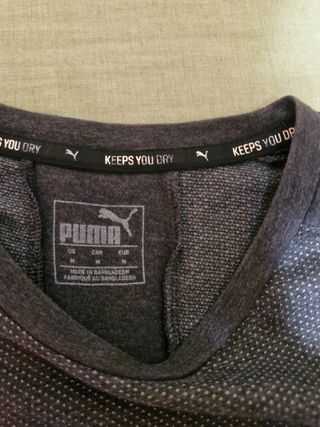 KEEPS YOU DRY KEEPS YOU DRY KEEPS YOU DRY
PUMA
US CAN EUR
M M M
MADE IN BANGLADESH
FABRIQUÉ AU BANGLADESH